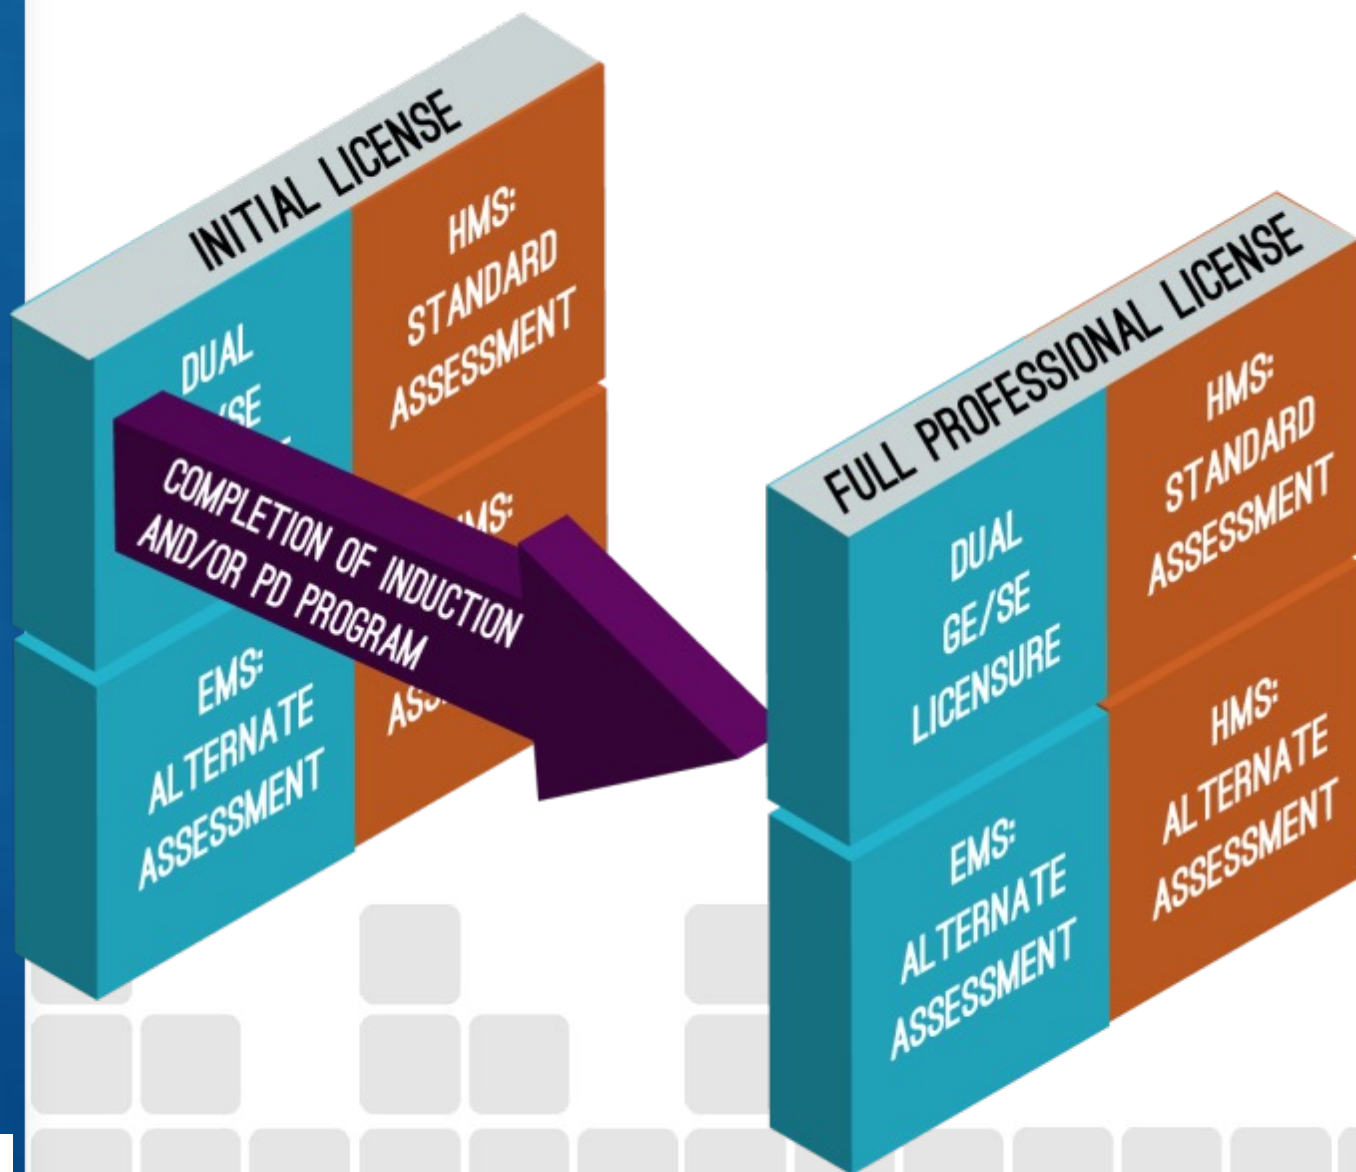 INITIAL LICENSE
DUAL
/SE
HMS:
STANDARD
ASSESSMENT
COMPLETION OF INDUCTION
AND/OR PD PROGRAM
EMS:
ALTERNATE
ASSESSMENT
FULL PROFESSIONAL LICENSE
DUAL
GE/SE
LICENSURE
HMS:
STANDARD
ASSESSMENT
EMS:
ALTERNATE
ASSESSMENT
HMS:
ALTERNATE
ASSESSMENT